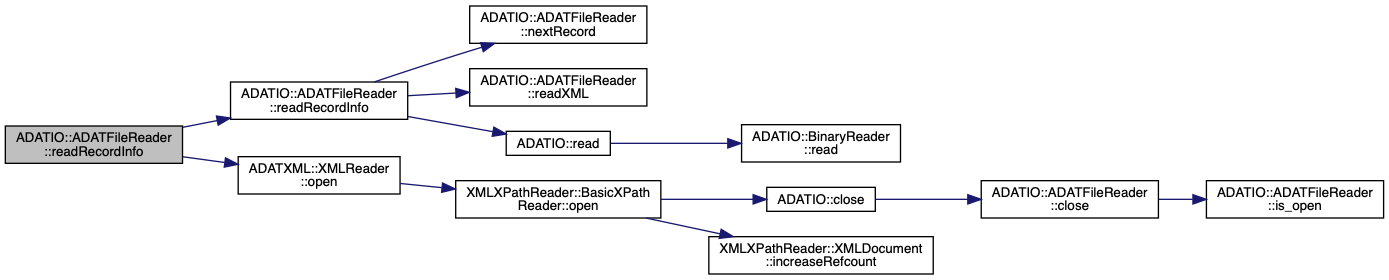 ADATIO::ADATFileReader
::readRecordInfo
ADATIO::ADATFileReader
::readRecordInfo
ADATIO::ADATFileReader
::nextRecord
ADATIO::ADATFileReader
::readXML
ADATIO::read
ADATIO::BinaryReader
::read
ADATXML::XMLReader
::open
XMLXPathReader::BasicXPath
Reader::open
ADATIO::close
ADATIO::ADATFileReader
::close
ADATIO::ADATFileReader
::is_open
XMLXPathReader::XMLDocument
::increaseRefcount